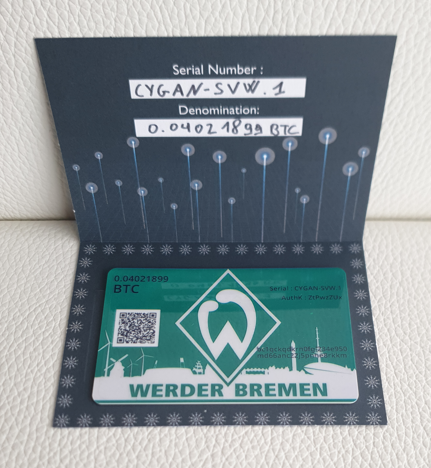 Serial Number :
CYGAN-SVW.1
Denomination:
0.04021899 BTC
0.04021899
BTC
Serial : CYGAN-SVW.1
WERDER BREMEN